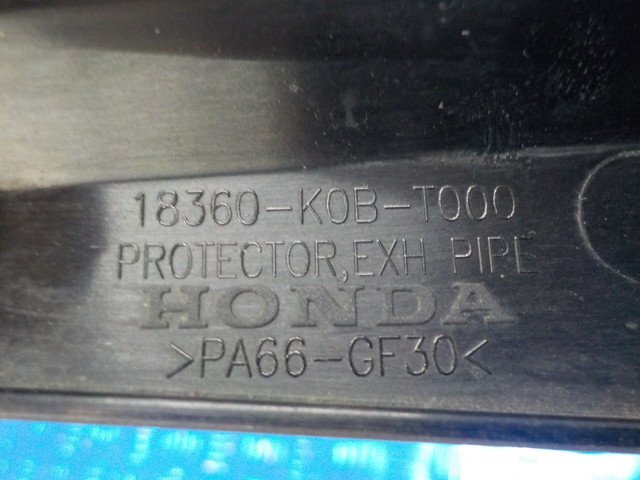 18360-K0B-T000
PROTECTOR,EXH PIPE
HONDA
>PA66-GF30<